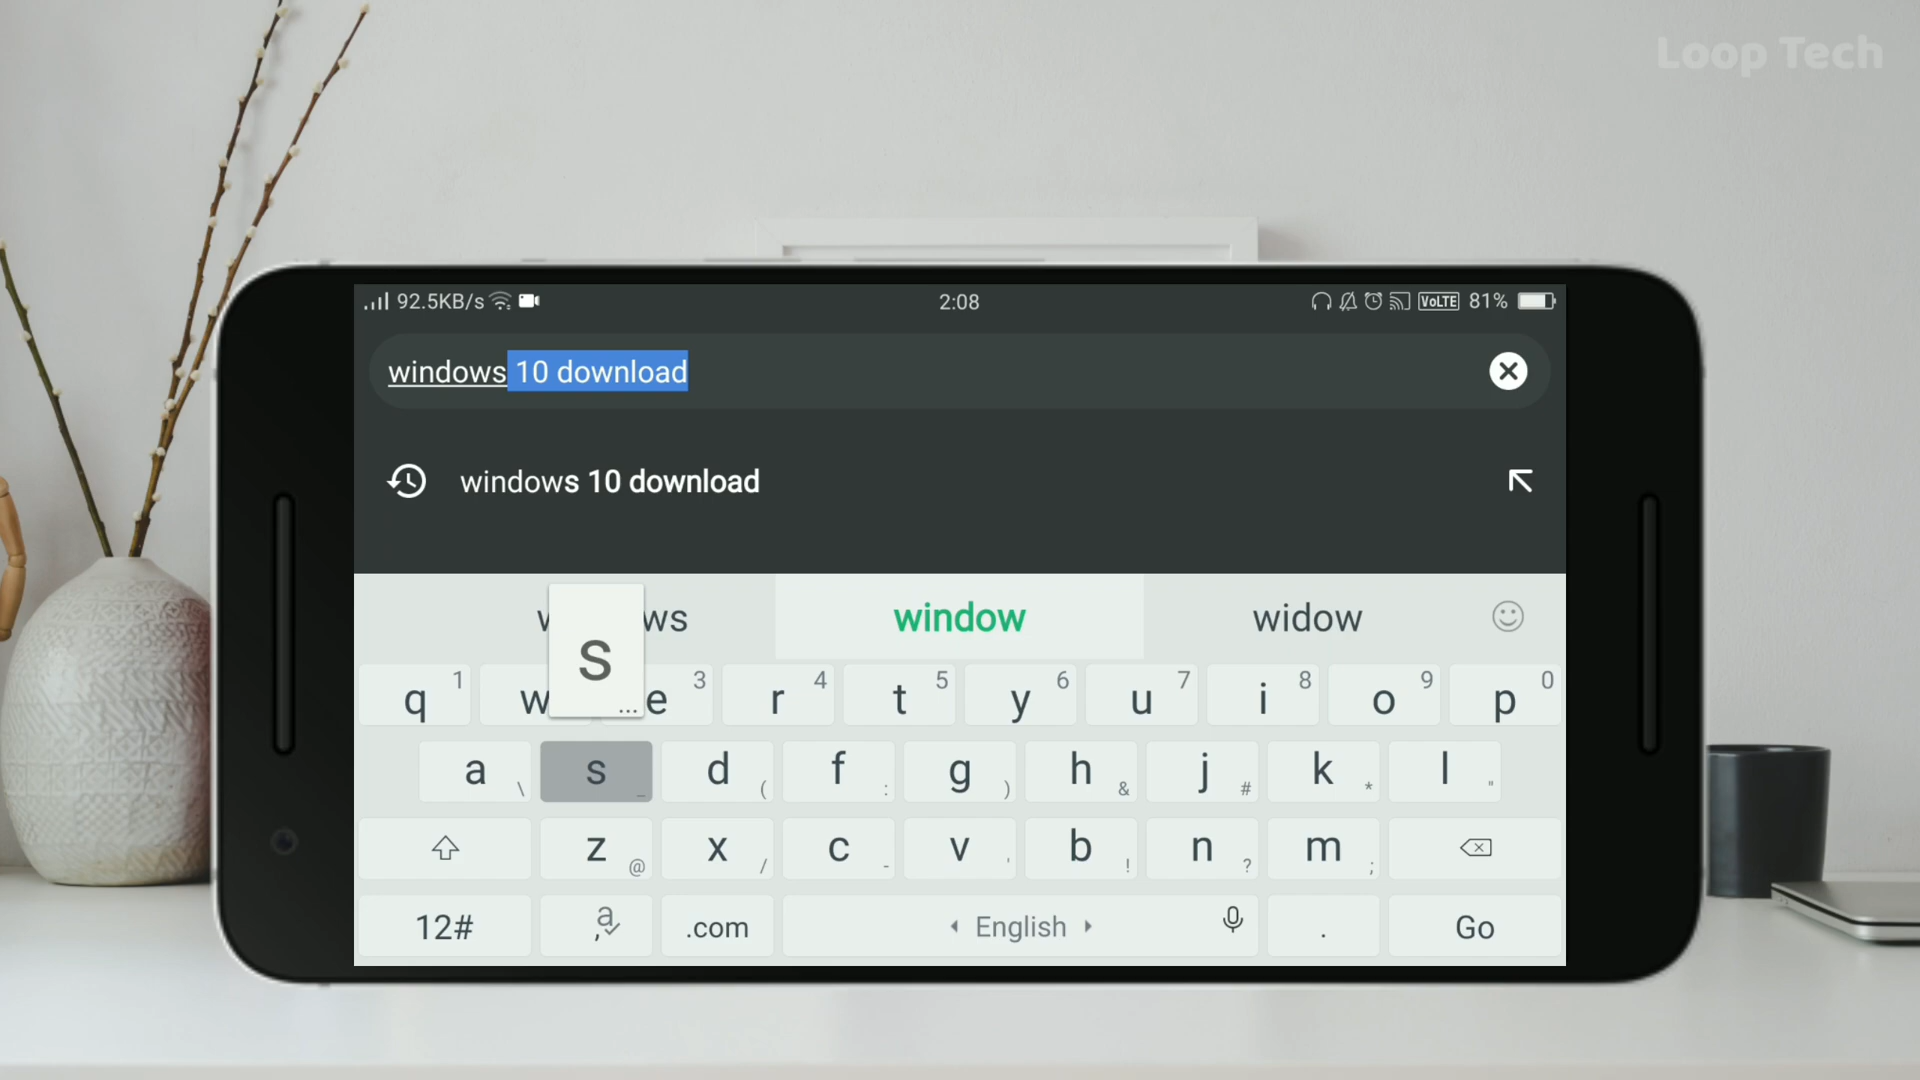 Loop Tech
92.5KB/s 2:08 VoLTE 81%
windows 10 download
windows 10 download
window widow
s
...
q 1 w e 3 r 4 t 5 y 6 u 7 i 8 o 9 p 0
a \ s _ d ( f : g ) h & j # k * l "
z @ x / c - v ' b ! n ? m ;
12# , a .com English . Go